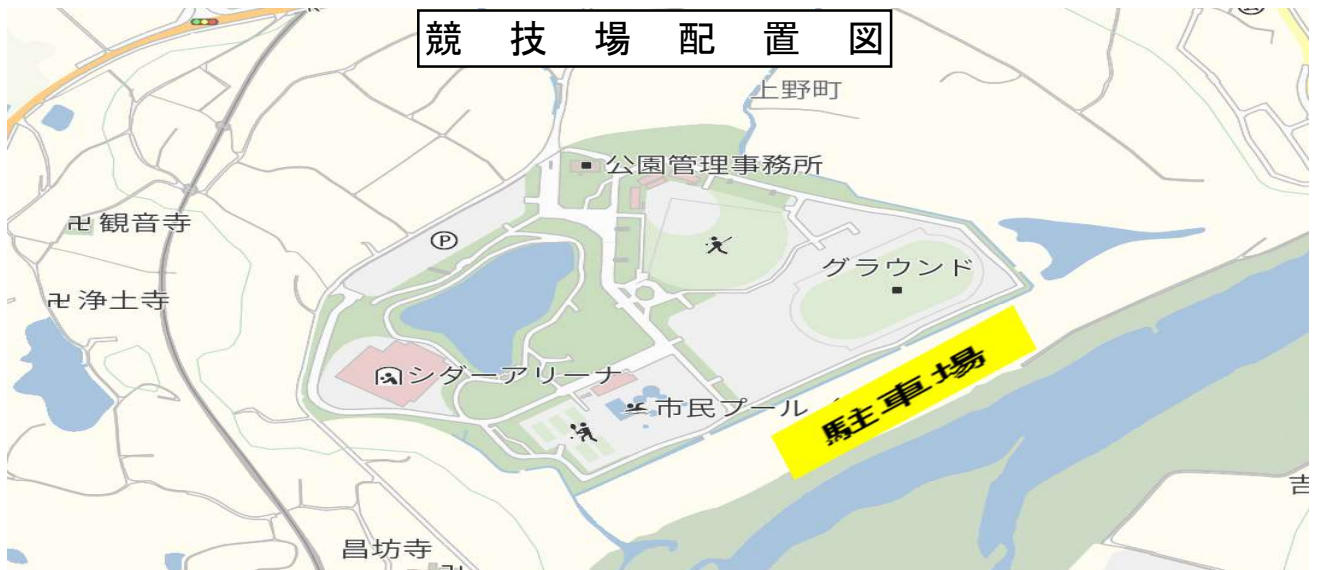 競技場配置図
上野町
公園管理事務所
卍観音寺
P
グラウンド
卍浄土寺
シダーアリーナ
市民プール
駐車場
吉
昌坊寺